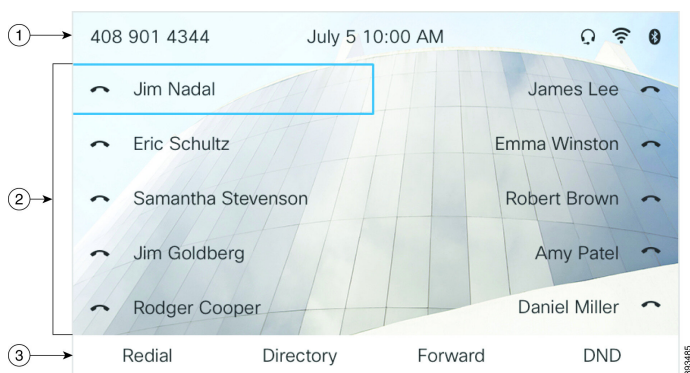 1
408 901 4344 July 5 10:00 AM
2
Jim Nadal James Lee
Eric Schultz Emma Winston
Samantha Stevenson Robert Brown
Jim Goldberg Amy Patel
Rodger Cooper Daniel Miller
3
Redial Directory Forward DND
393485